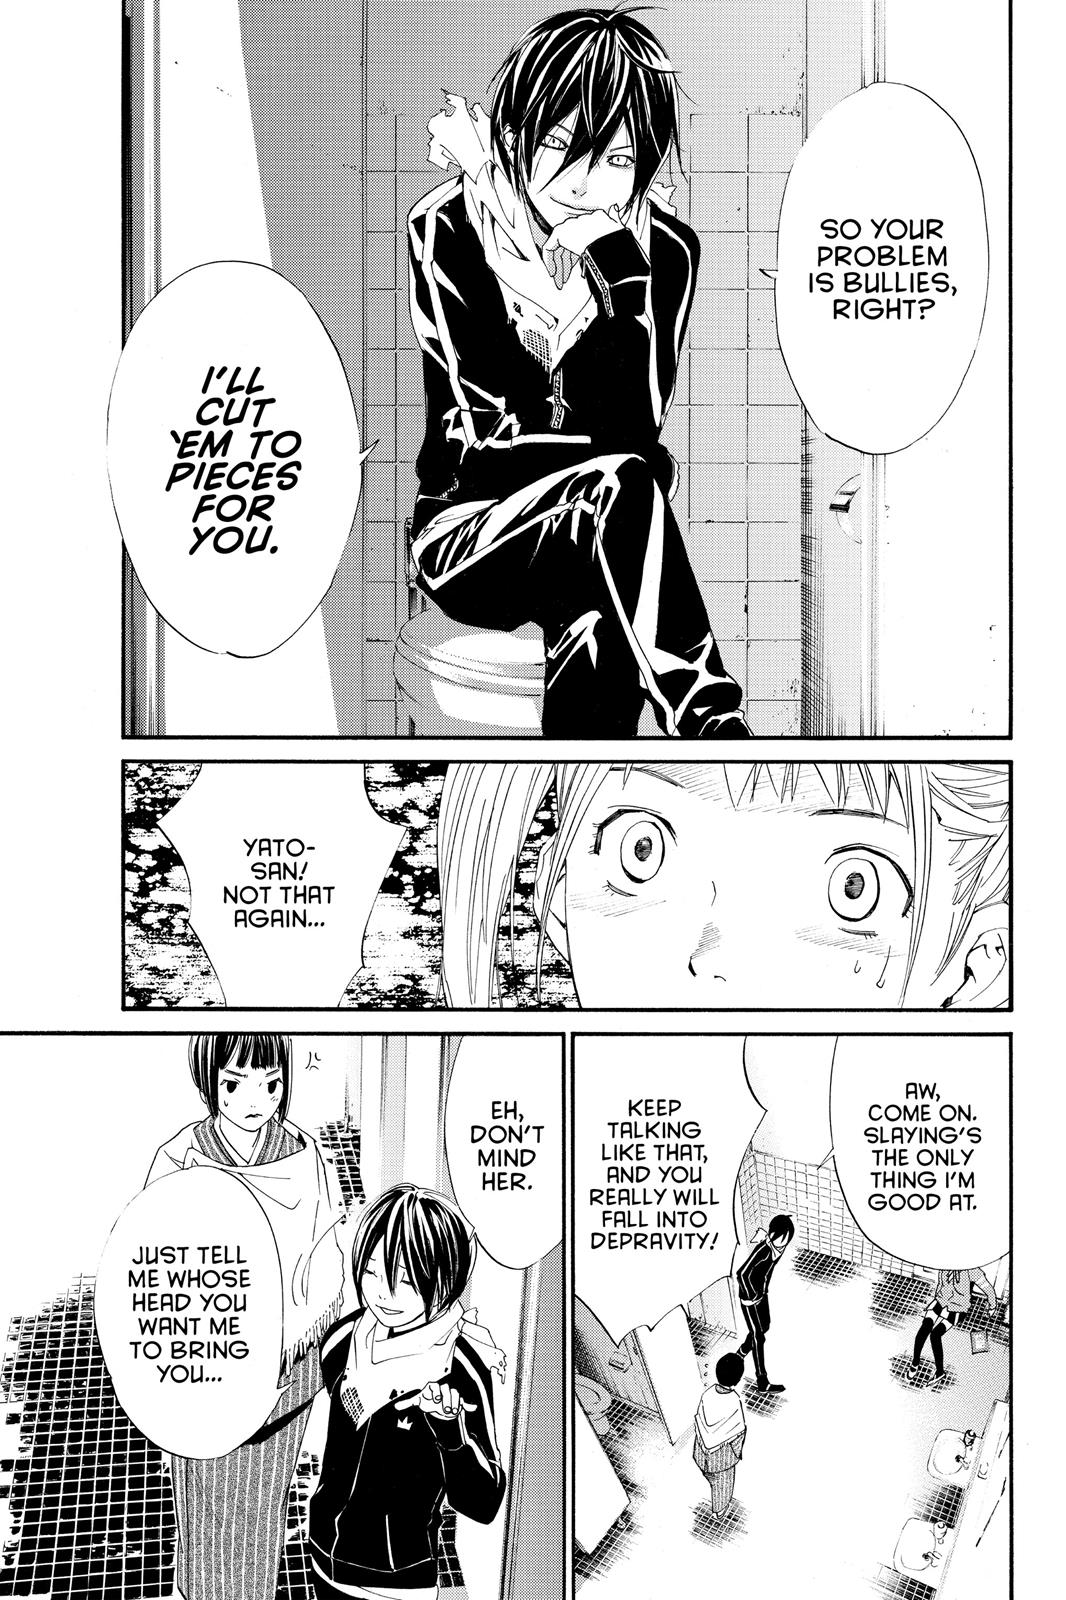 SO YOUR
PROBLEM
IS BULLIES,
RIGHT?
I'LL
CUT
'EM TO
PIECES
FOR
YOU.
YATO-
SAN!
NOT THAT
AGAIN...
AW,
COME ON.
SLAYING'S
THE ONLY
THING I'M
GOOD AT.
KEEP
TALKING
LIKE THAT,
AND YOU
REALLY WILL
FALL INTO
DEPRAVITY!
EH,
DON'T
MIND
HER.
JUST TELL
ME WHOSE
HEAD YOU
WANT ME
TO BRING
YOU...